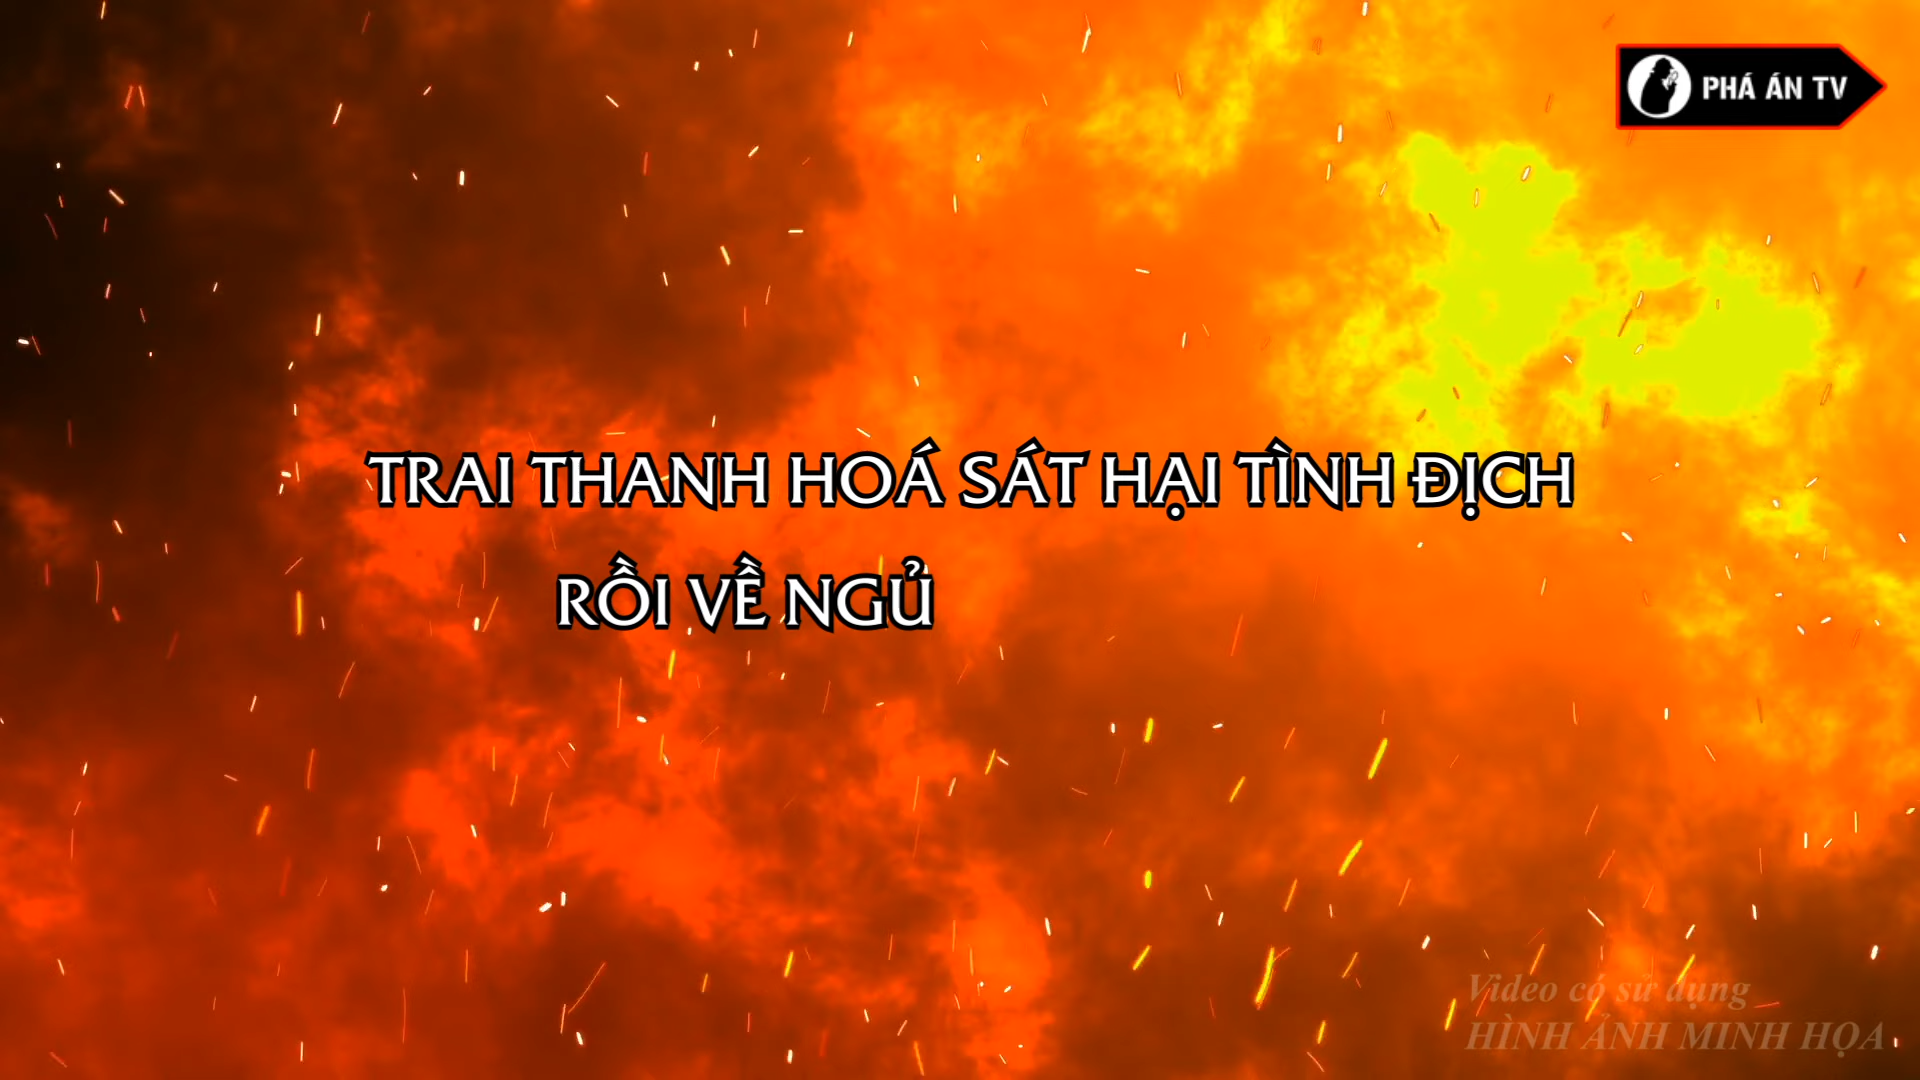 PHÁ ÁN TV
TRAI THANH HOÁ SÁT HẠI TÌNH ĐỊCH
RỒI VỀ NGỦ
Video có sử dụng
HÌNH ẢNH MINH HỌA